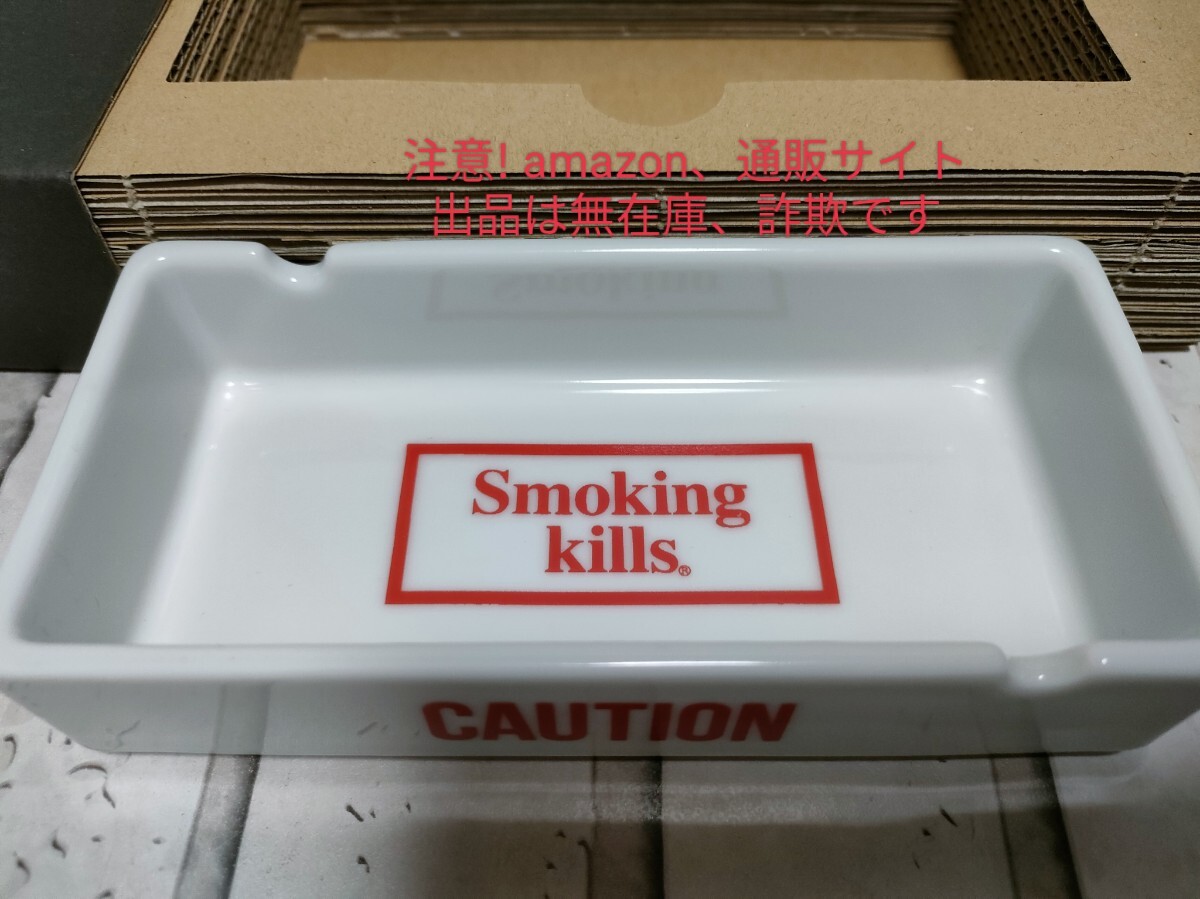 注意! amazon、通販サイト
出品は無在庫、詐欺です
Smoking
Smoking
kills®
CAUTION